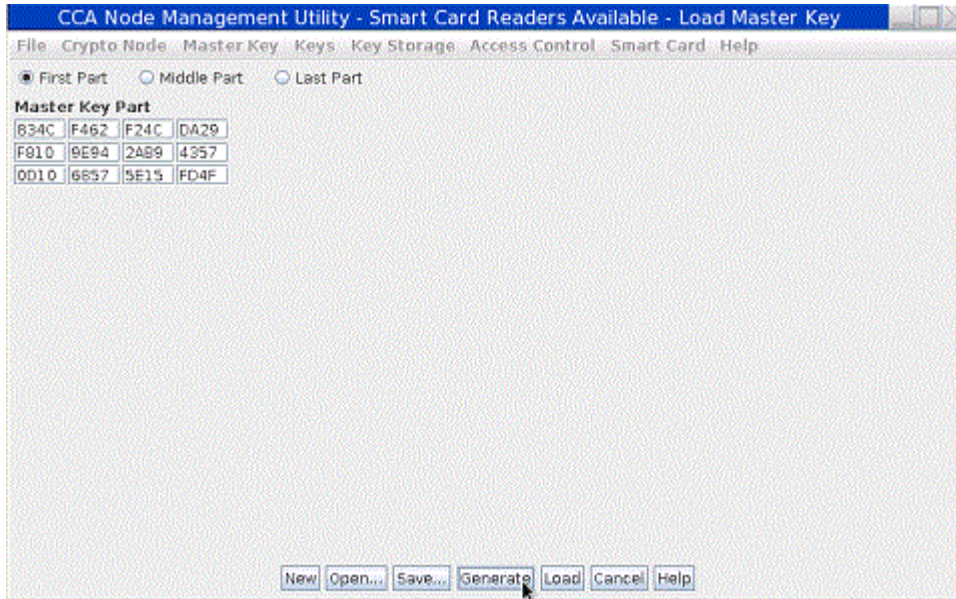 CCA Node Management Utility - Smart Card Readers Available - Load Master Key
File Crypto Node Master Key Keys Key Storage Access Control Smart Card Help
First Part Middle Part Last Part
Master Key Part
834C F462 F24C DA29
F810 9E94 2AB9 4357
0D10 6857 5E15 FD4F
New Open... Save... Generate Load Cancel Help